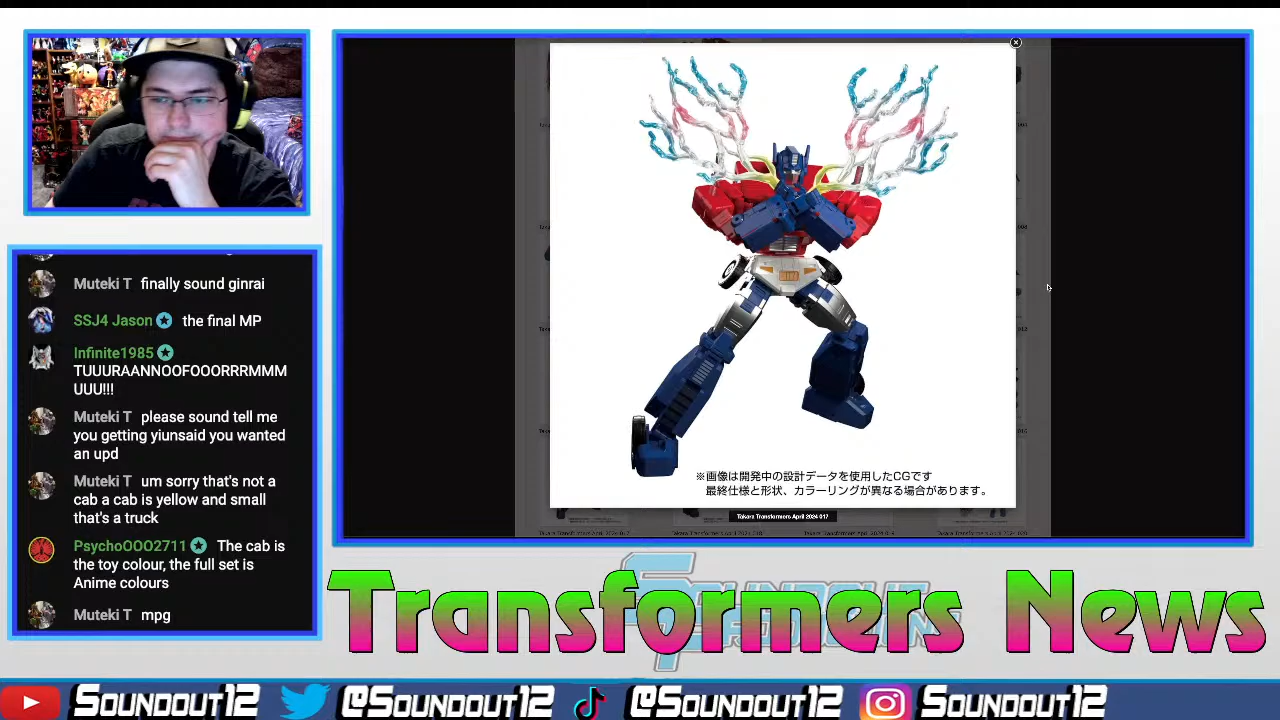 Muteki T finally sound ginrai
SSJ4 Jason the final MP
Infinite1985
TUUURAANNOOFOOORRRMMM
UUU!!!
Muteki T please sound tell me
you getting yiunsaid you wanted
an upd
Muteki T um sorry that's not a
cab a cab is yellow and small
that's a truck
PsychoOOO2711 The cab is
the toy colour, the full set is
Anime colours
Muteki T mpg
※画像は開発中の設計データを使用したCGです
最終仕様と形状、カラーリングが異なる場合があります。
Takara Transformers April 2024 017
Transformers News
SOUNDOUT12 @SOUNDOUT12 @SOUNDOUT12 SOUNDOUT12